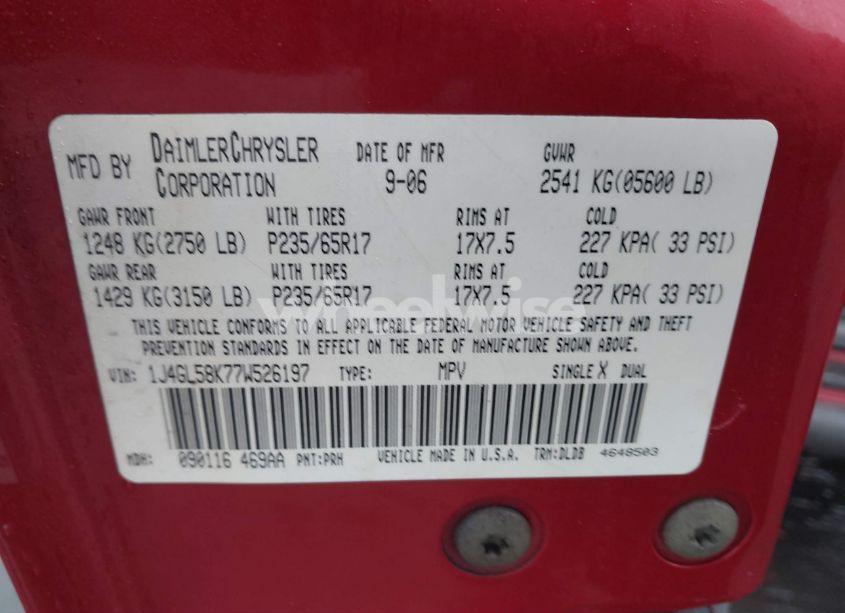 MFD BY DAIMLERCHRYSLER CORPORATION DATE OF MFR 9-06 GVWR 2541 KG(05600 LB)
GAWR FRONT WITH TIRES RIMS AT COLD
1248 KG(2750 LB) P235/65R17 17X7.5 227 KPA( 33 PSI)
GAWR REAR WITH TIRES RIMS AT COLD
1429 KG(3150 LB) P235/65R17 17X7.5 227 KPA( 33 PSI)
wheelwise
THIS VEHICLE CONFORMS TO ALL APPLICABLE FEDERAL MOTOR VEHICLE SAFETY AND THEFT
PREVENTION STANDARDS IN EFFECT ON THE DATE OF MANUFACTURE SHOWN ABOVE.
VIN: 1J4GL58K77W526197 TYPE: MPV SINGLE X DUAL
MDH: 090116 469AA PNT:PRH VEHICLE MADE IN U.S.A. TRM:DLDB 4648503